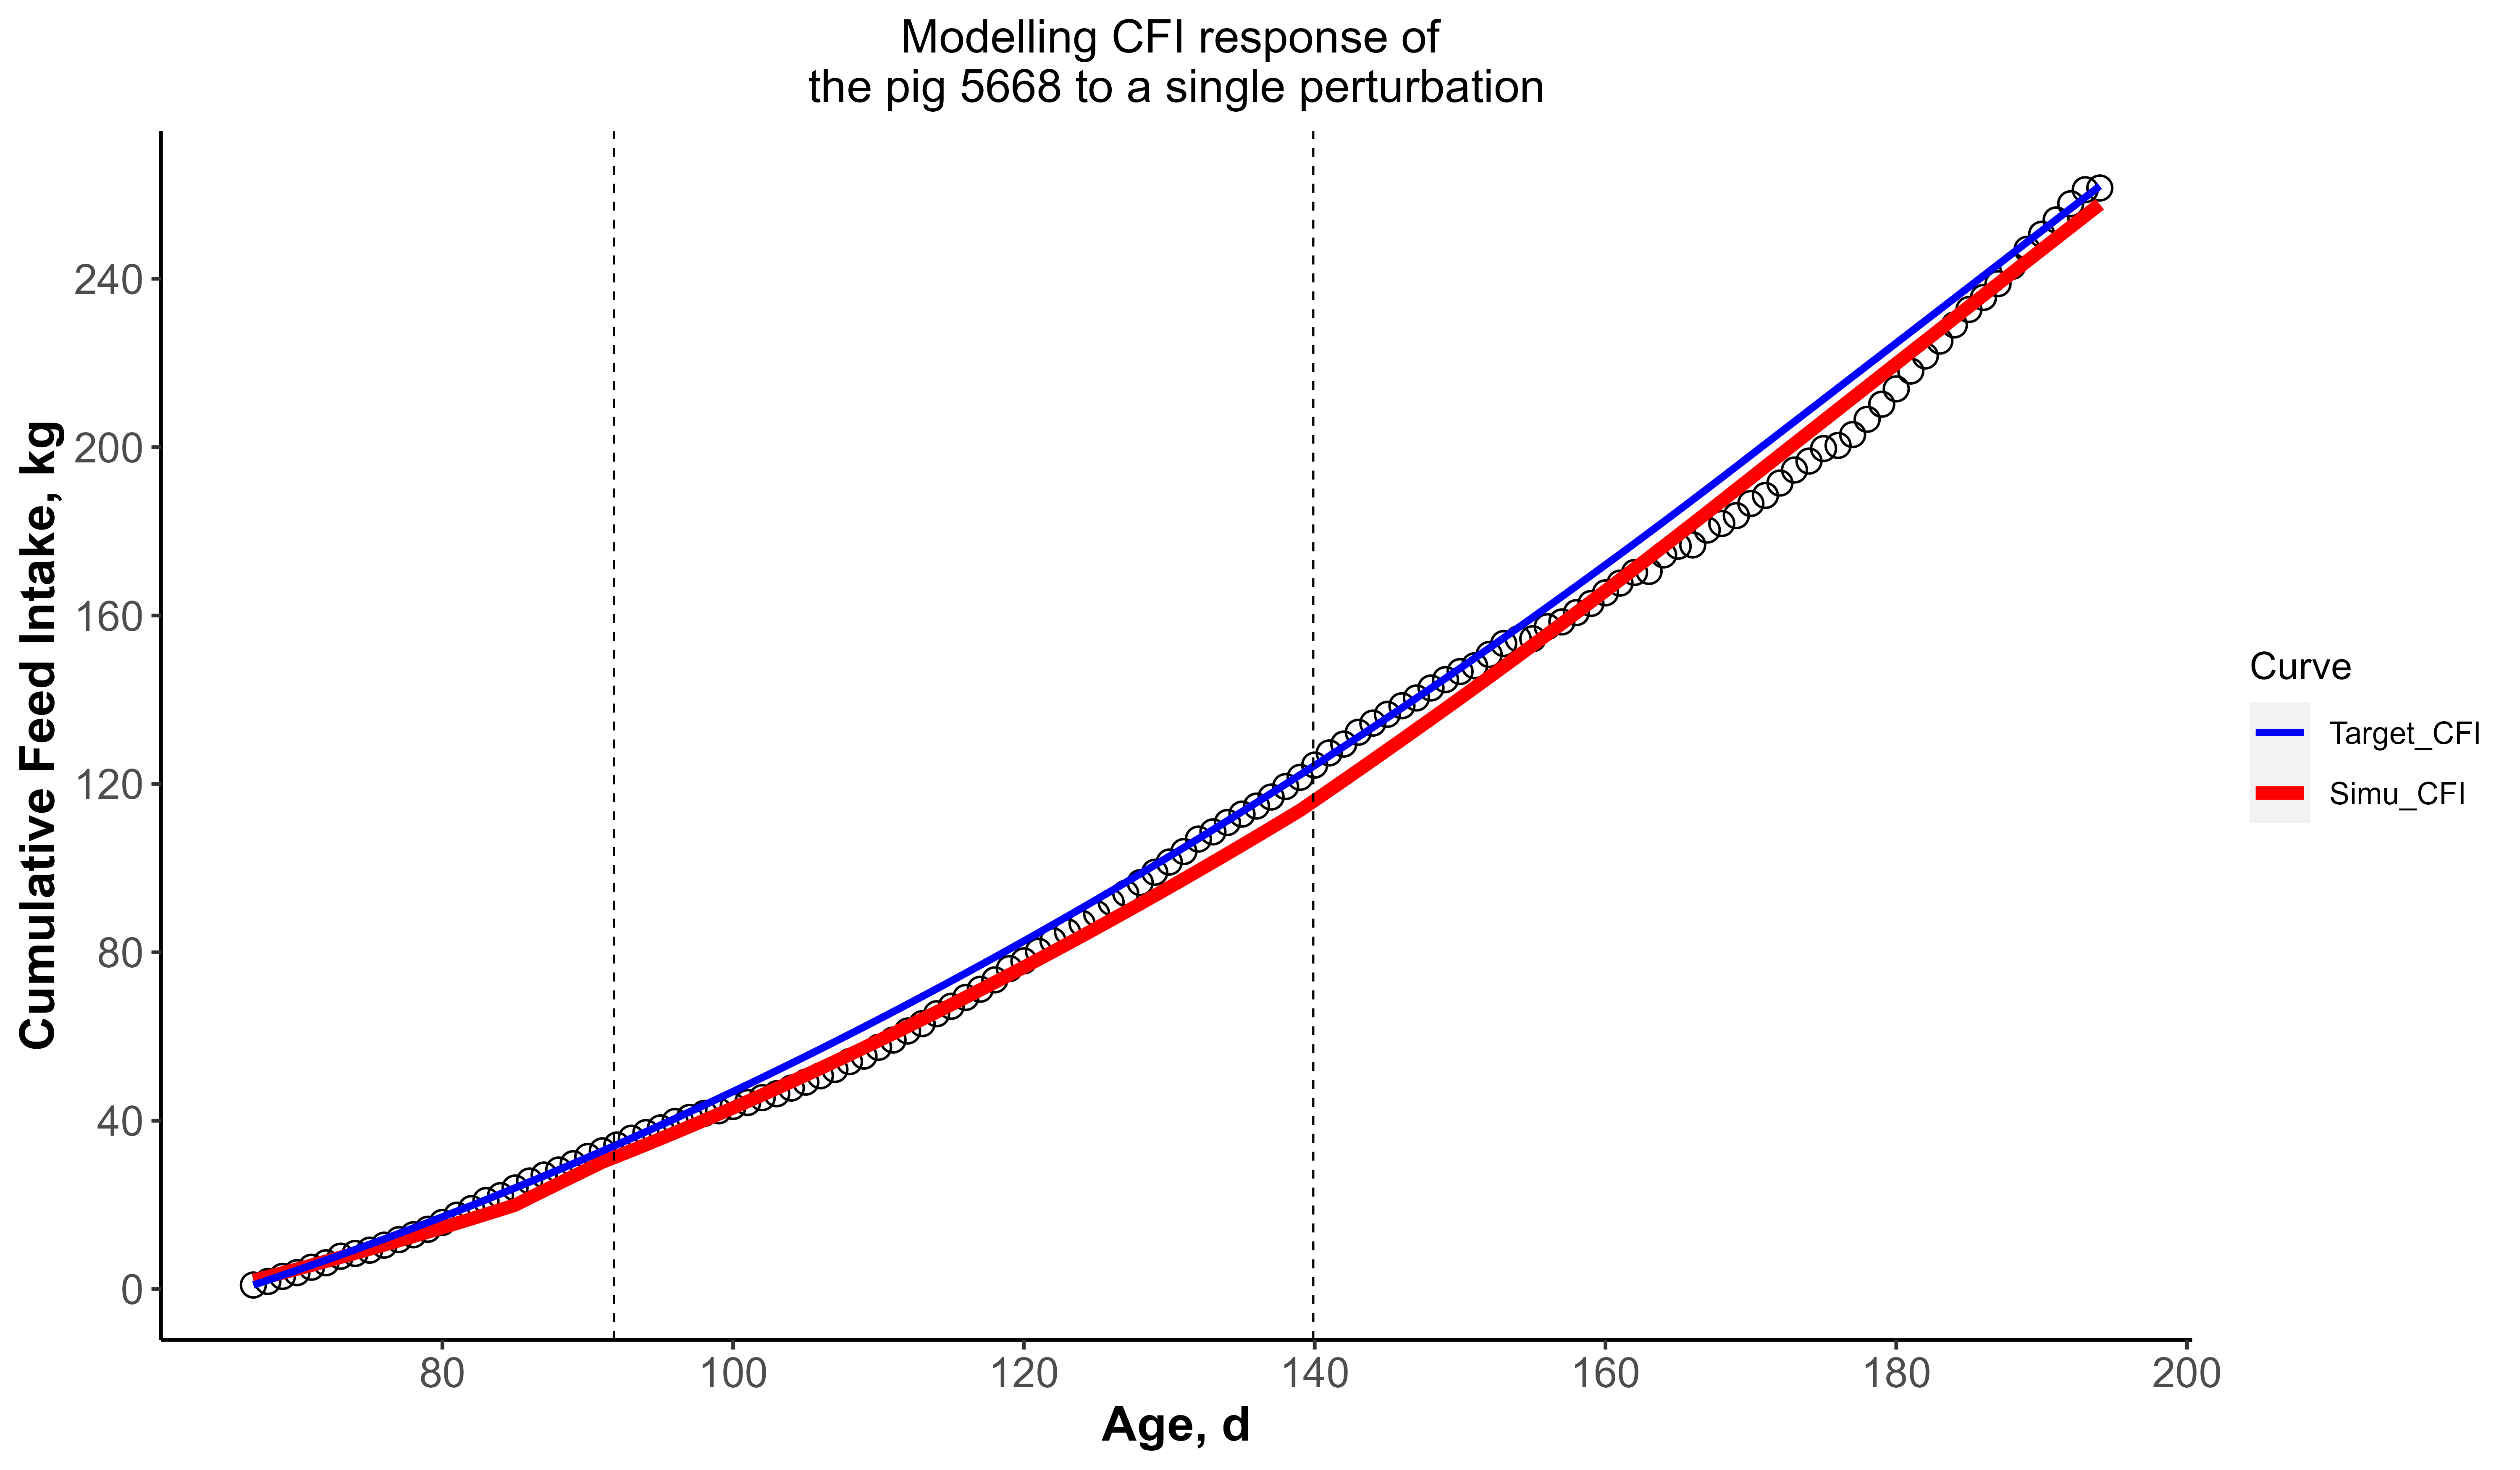 Modelling CFI response of
the pig 5668 to a single perturbation
Cumulative Feed Intake, kg
240
200
160
120
80
40
0
80
100
120
140
160
180
200
Age, d
Curve
Target_CFI
Simu_CFI